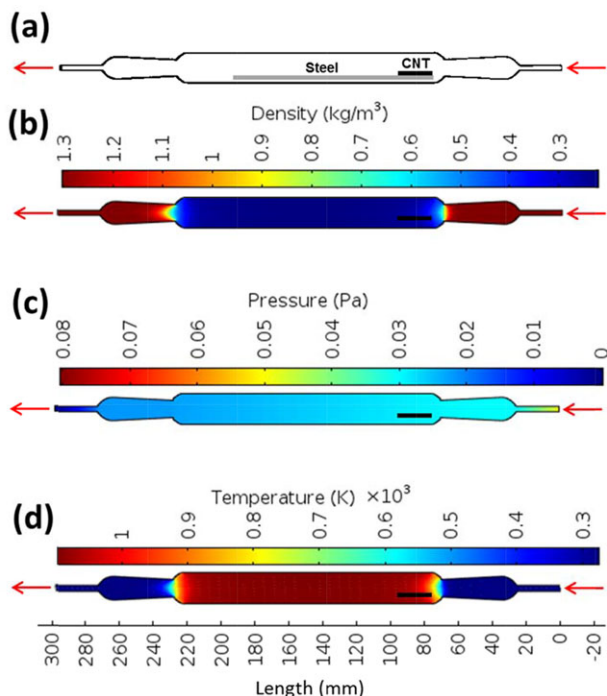 (a)
Steel
CNT
(b)
Density (kg/m³)
1.3 1.2 1.1 1 0.9 0.8 0.7 0.6 0.5 0.4 0.3
(c)
Pressure (Pa)
0.08 0.07 0.06 0.05 0.04 0.03 0.02 0.01 0
(d)
Temperature (K) ×10³
1 0.9 0.8 0.7 0.6 0.5 0.4 0.3
300 280 260 240 220 200 180 160 140 120 100 80 60 40 20 0 -20
Length (mm)